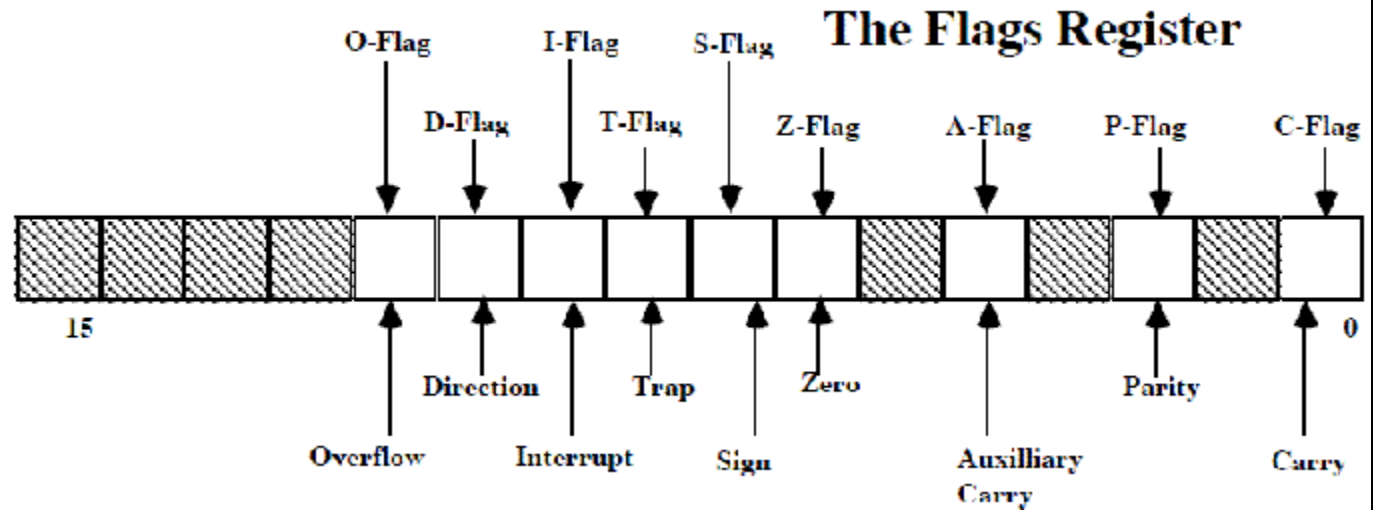 The Flags Register
O-Flag
I-Flag
S-Flag
D-Flag
T-Flag
Z-Flag
A-Flag
P-Flag
C-Flag
15
0
Direction
Trap
Zero
Parity
Overflow
Interrupt
Sign
Auxilliary
Carry
Carry